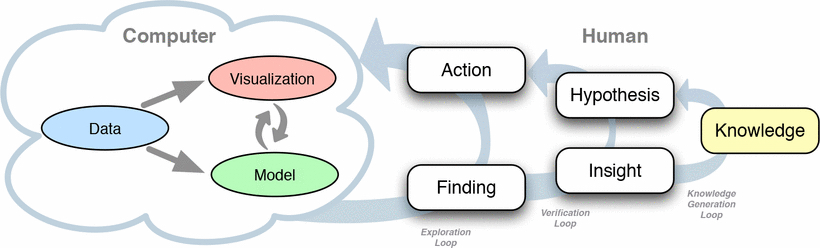 Computer
Human
Visualization
Data
Model
Action
Finding
Hypothesis
Insight
Knowledge
Exploration
Loop
Verification
Loop
Knowledge
Generation
Loop